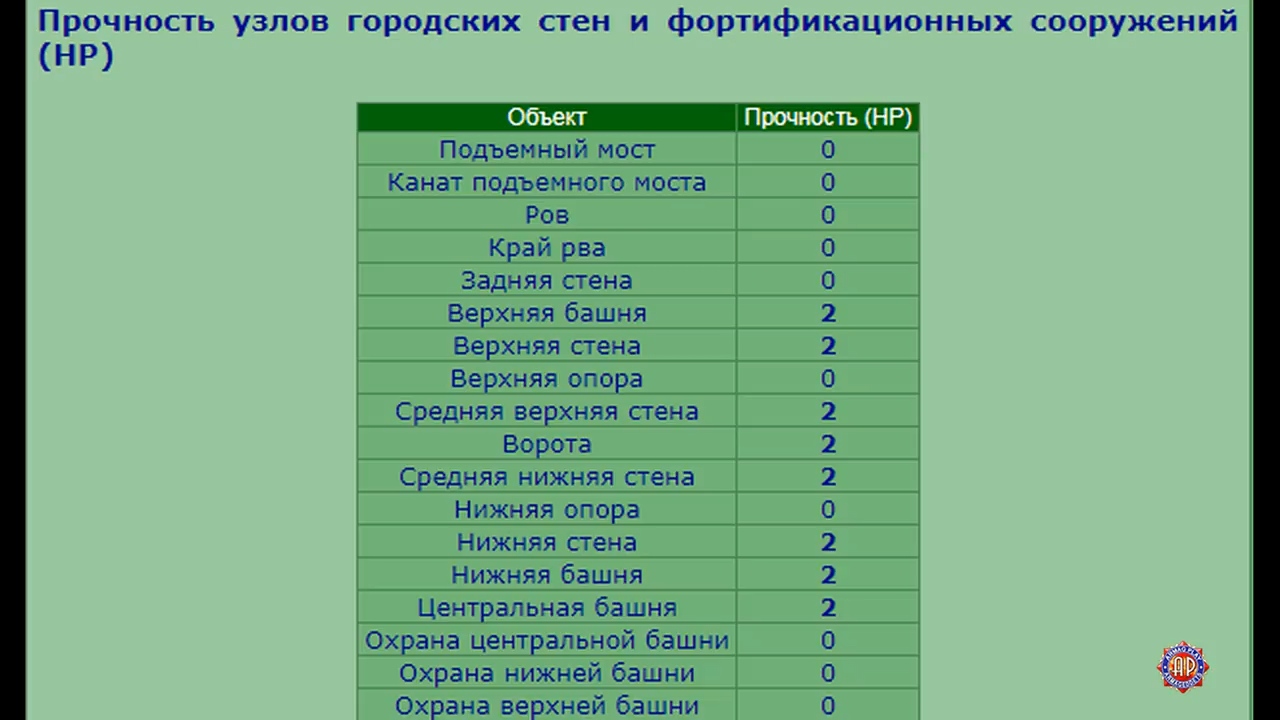 Прочность узлов городских стен и фортификационных сооружений
(HP)
Объект Прочность (HP)
Подъемный мост 0
Канат подъемного моста 0
Ров 0
Край рва 0
Задняя стена 0
Верхняя башня 2
Верхняя стена 2
Верхняя опора 0
Средняя верхняя стена 2
Ворота 2
Средняя нижняя стена 2
Нижняя опора 0
Нижняя стена 2
Нижняя башня 2
Центральная башня 2
Охрана центральной башни 0
Охрана нижней башни 0
Охрана верхней башни 0